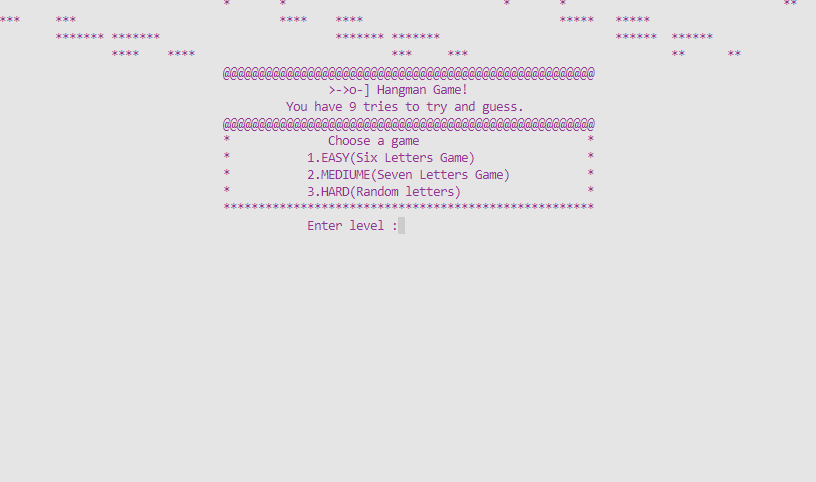 * * * * **
*** *** **** **** ***** *****
******* ******* ******* ******* ****** ******
**** **** *** *** ** **
@@@@@@@@@@@@@@@@@@@@@@@@@@@@@@@@@@@@@@@@@@@@@@@@@@@@@
>->o-] Hangman Game!
You have 9 tries to try and guess.
@@@@@@@@@@@@@@@@@@@@@@@@@@@@@@@@@@@@@@@@@@@@@@@@@@@@@
* Choose a game *
* 1.EASY(Six Letters Game) *
* 2.MEDIUME(Seven Letters Game) *
* 3.HARD(Random letters) *
*****************************************************
Enter level :